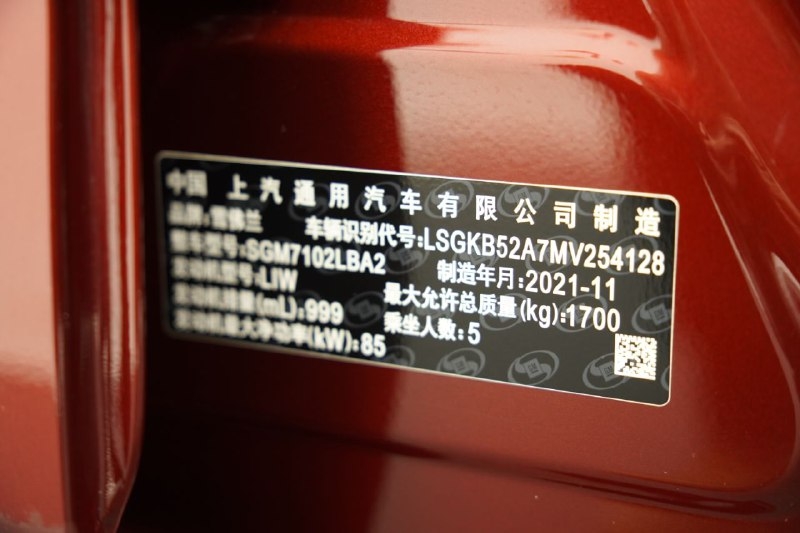 中国 上汽通用汽车有限公司制造
品牌:雪佛兰 车辆识别代号:LSGKB52A7MV254128
整车型号:SGM7102LBA2 制造年月:2021-11
发动机型号:LIW 最大允许总质量(kg):1700
发动机排量(mL):999 乘坐人数:5
发动机最大净功率(kW):85